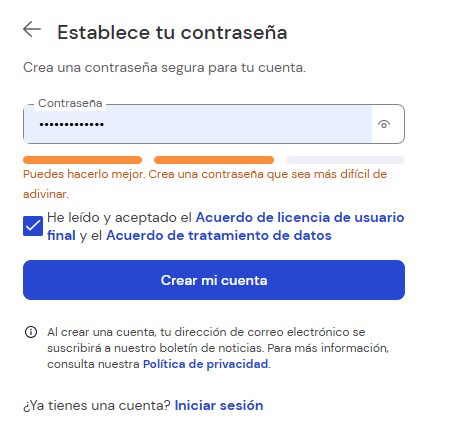 Establece tu contraseña
Crea una contraseña segura para tu cuenta.
Contraseña
•••••••••••••
Puedes hacerlo mejor. Crea una contraseña que sea más difícil de
adivinar.
He leído y aceptado el Acuerdo de licencia de usuario
final y el Acuerdo de tratamiento de datos
Crear mi cuenta
Al crear una cuenta, tu dirección de correo electrónico se
suscribirá a nuestro boletín de noticias. Para más información,
consulta nuestra Política de privacidad.
¿Ya tienes una cuenta? Iniciar sesión